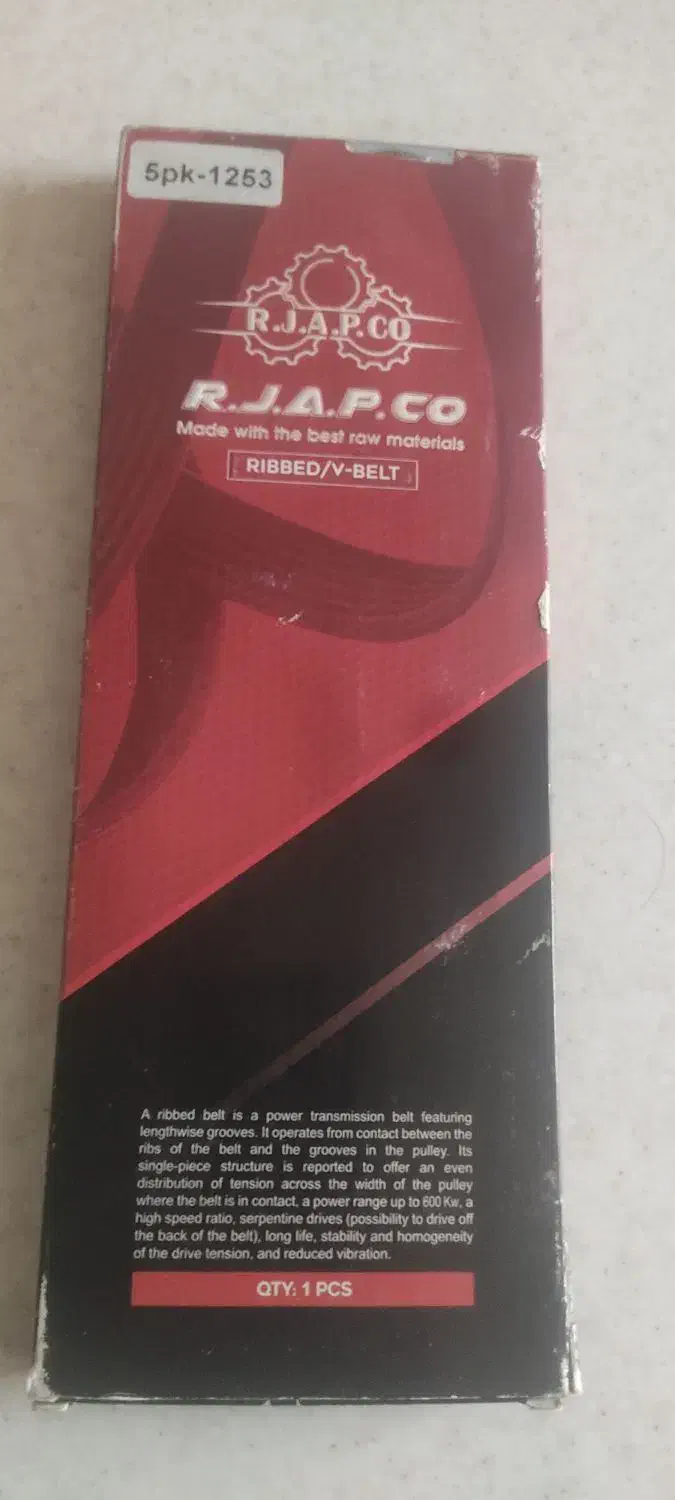 5pk-1253
R.J.A.P.CO
R.J.A.P.CO
Made with the best raw materials
RIBBED/V-BELT
A ribbed belt is a power transmission belt featuring
lengthwise grooves. It operates from contact between the
ribs of the belt and the grooves in the pulley. Its
single-piece structure is reported to offer an even
distribution of tension across the width of the pulley
where the belt is in contact, a power range up to 600 Kw, a
high speed ratio, serpentine drives (possibility to drive off
the back of the belt), long life, stability and homogeneity
of the drive tension, and reduced vibration.
QTY: 1 PCS